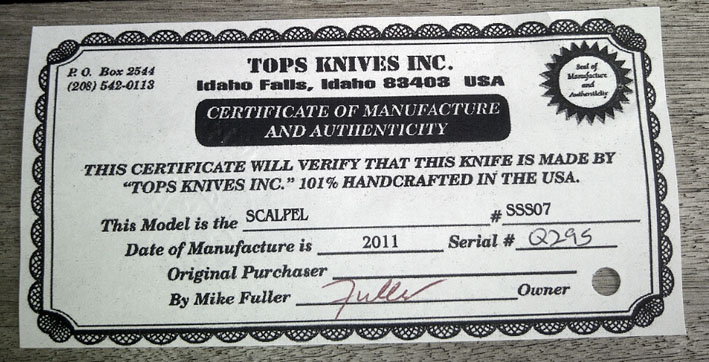 P. O. Box 2544
(208) 542-0113
TOPS KNIVES INC.
Idaho Falls, Idaho 83403 USA
Seal of
Manufacture
and
Authenticity
CERTIFICATE OF MANUFACTURE
AND AUTHENTICITY
THIS CERTIFICATE WILL VERIFY THAT THIS KNIFE IS MADE BY
"TOPS KNIVES INC." 101% HANDCRAFTED IN THE USA.
This Model is the SCALPEL # SSS07
Date of Manufacture is 2011 Serial # Q295
Original Purchaser
By Mike Fuller Fuller Owner